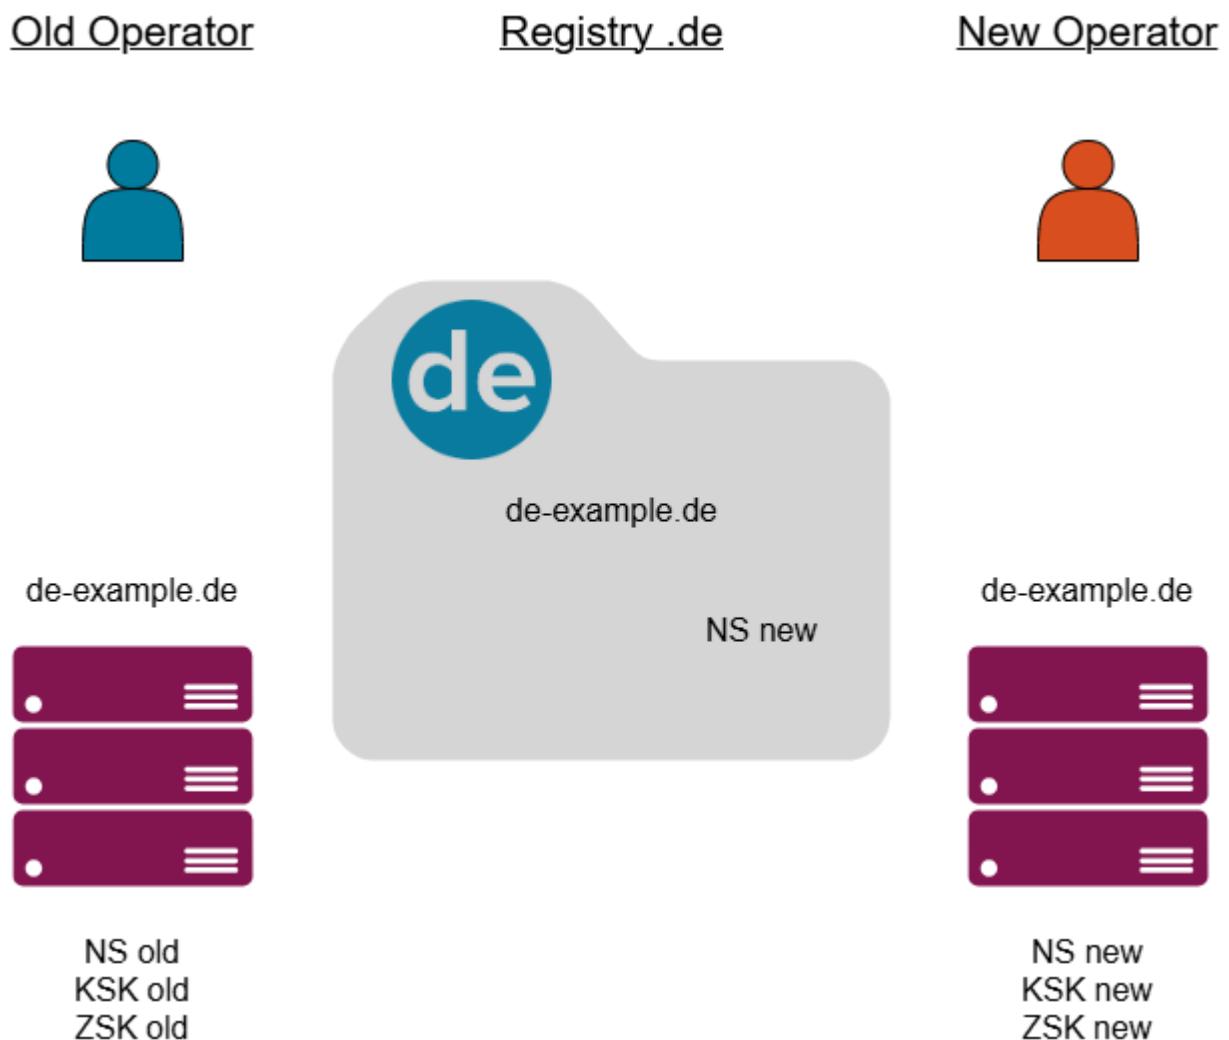 Old Operator
Registry .de
New Operator
de
de-example.de
NS new
de-example.de
NS old
KSK old
ZSK old
de-example.de
NS new
KSK new
ZSK new